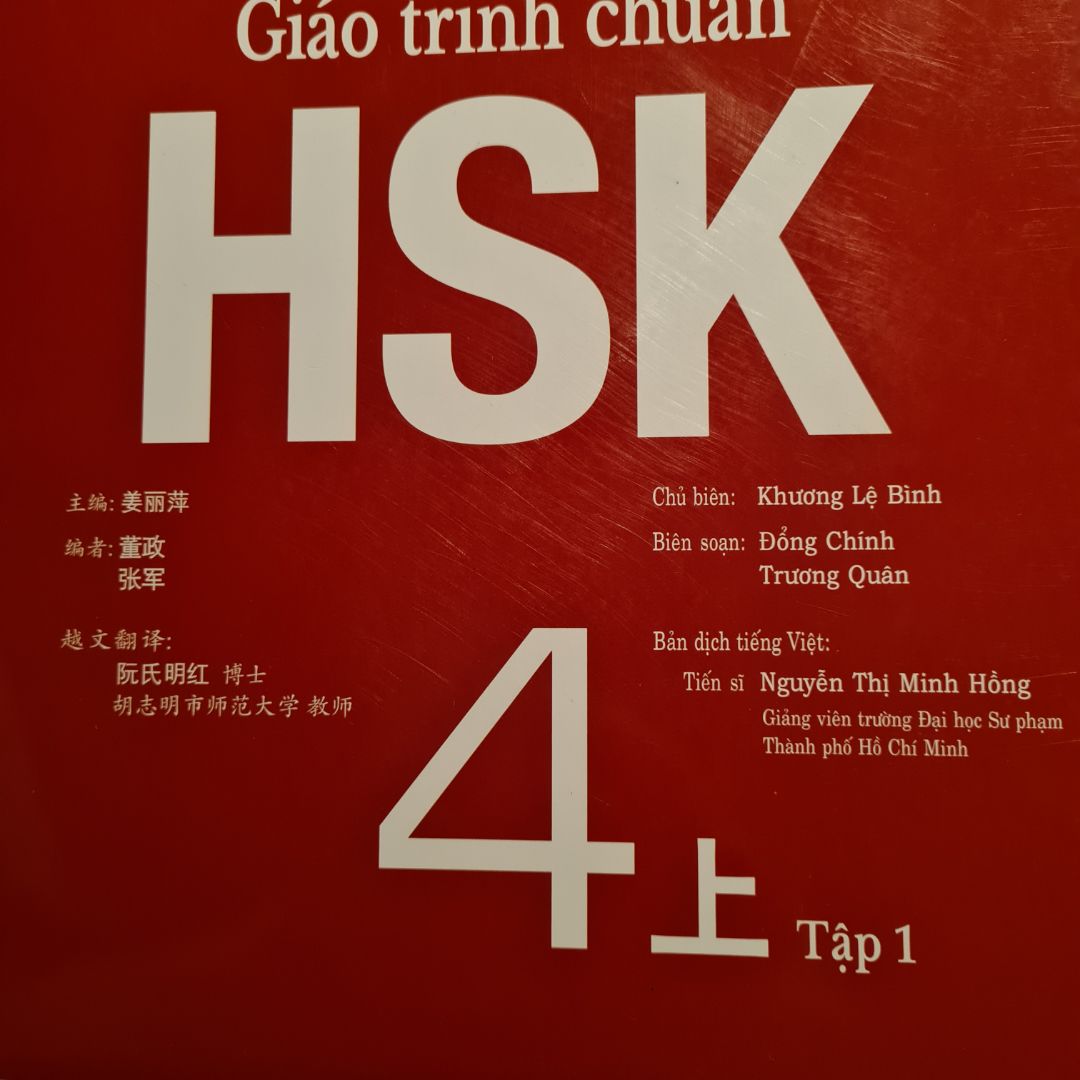 Giáo trình chuẩn
HSK
主编: 姜丽萍
编者: 董政
张军
越文翻译:
阮氏明红 博士
胡志明市师范大学 教师
Chủ biên: Khương Lệ Bình
Biên soạn: Đổng Chính
Trương Quân
Bản dịch tiếng Việt:
Tiến sĩ Nguyễn Thị Minh Hồng
Giảng viên trường Đại học Sư phạm
Thành phố Hồ Chí Minh
4上 Tập 1